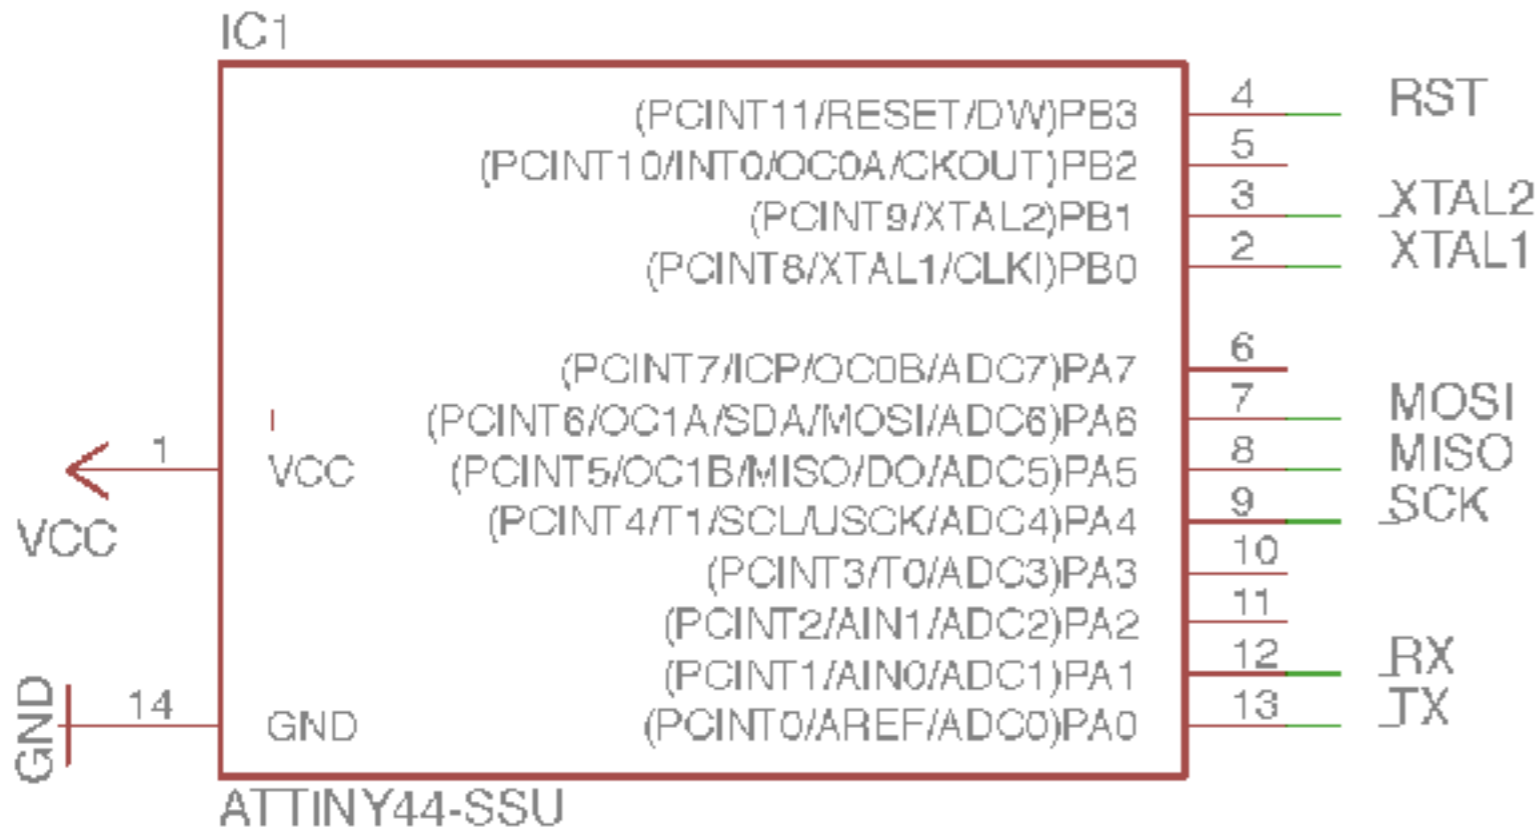 IC1
(PCINT11/RESET/DW)PB3 4 RST
(PCINT10/INT0/OC0A/CKOUT)PB2 5
(PCINT9/XTAL2)PB1 3 XTAL2
(PCINT8/XTAL1/CLKI)PB0 2 XTAL1
(PCINT7/ICP/OC0B/ADC7)PA7 6
(PCINT6/OC1A/SDA/MOSI/ADC6)PA6 7 MOSI
1 VCC (PCINT5/OC1B/MISO/DO/ADC5)PA5 8 MISO
VCC (PCINT4/T1/SCL/USCK/ADC4)PA4 9 SCK
(PCINT3/T0/ADC3)PA3 10
(PCINT2/AIN1/ADC2)PA2 11
(PCINT1/AIN0/ADC1)PA1 12 RX
GND 14 GND (PCINT0/AREF/ADC0)PA0 13 TX
ATTINY44-SSU